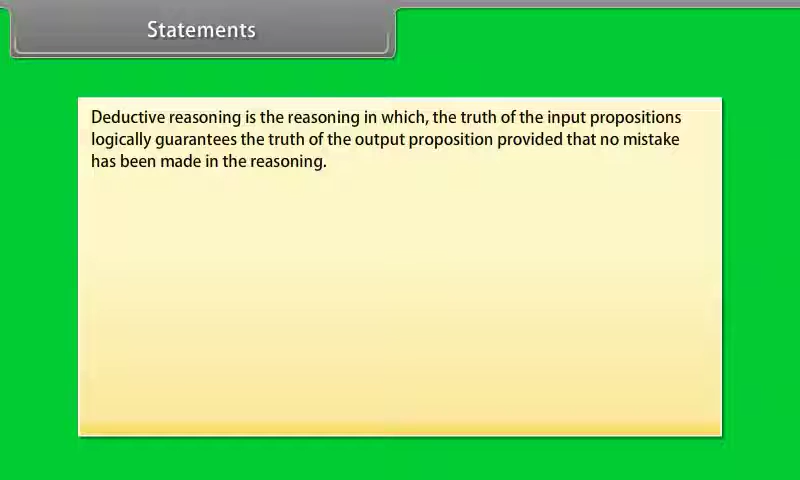 Statements
Deductive reasoning is the reasoning in which, the truth of the input propositions
logically guarantees the truth of the output proposition provided that no mistake
has been made in the reasoning.